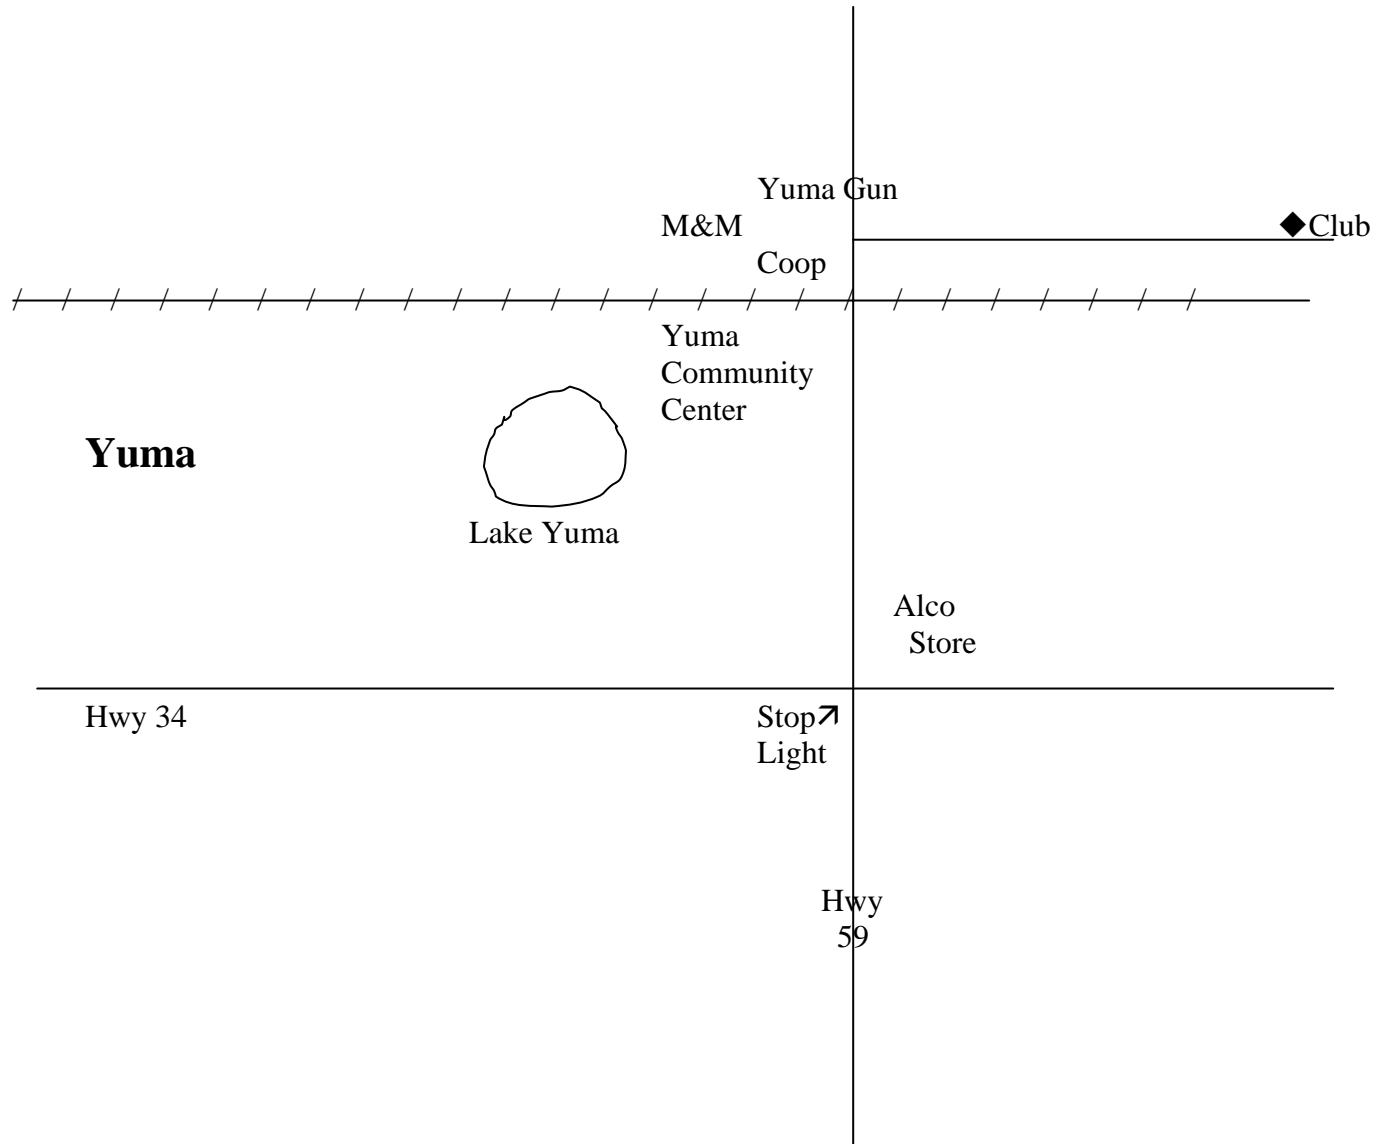 Yuma Gun
M&M
Club
Coop
Yuma
Community
Center
Yuma
Lake Yuma
Alco
Store
Hwy 34
Stop
Light
Hwy
59